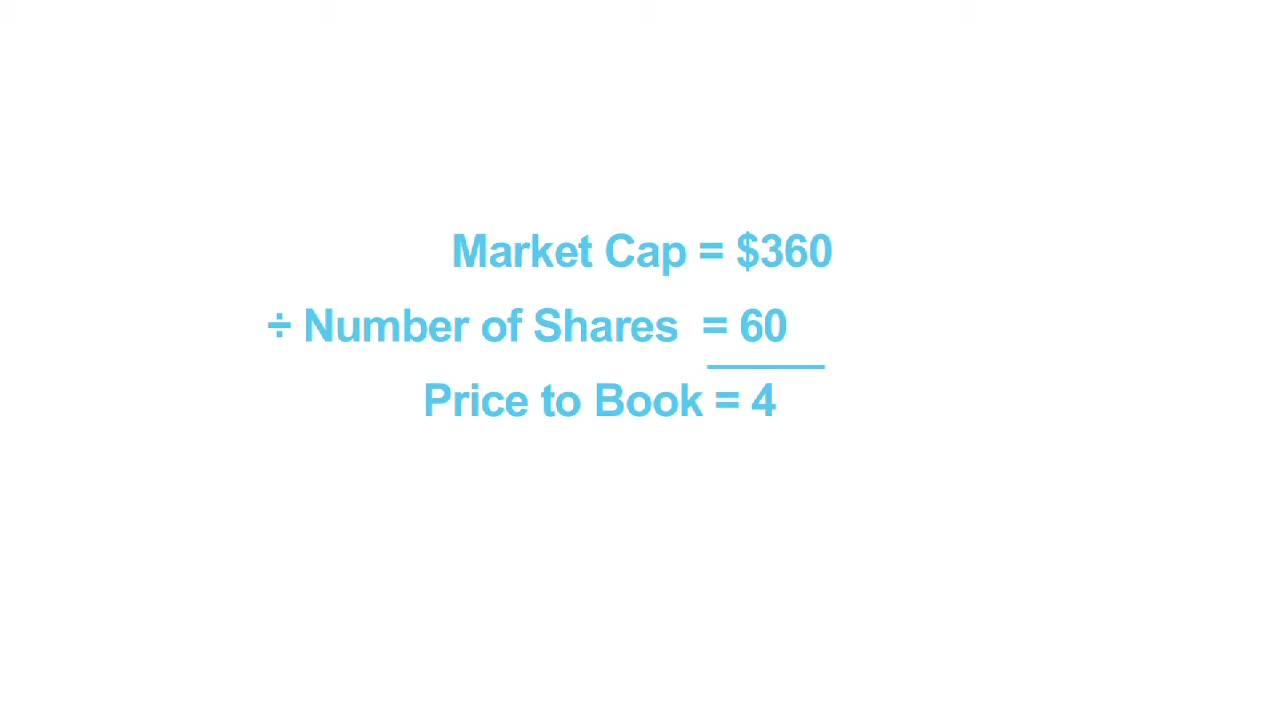 Market Cap = $360
÷ Number of Shares = 60
Price to Book = 4